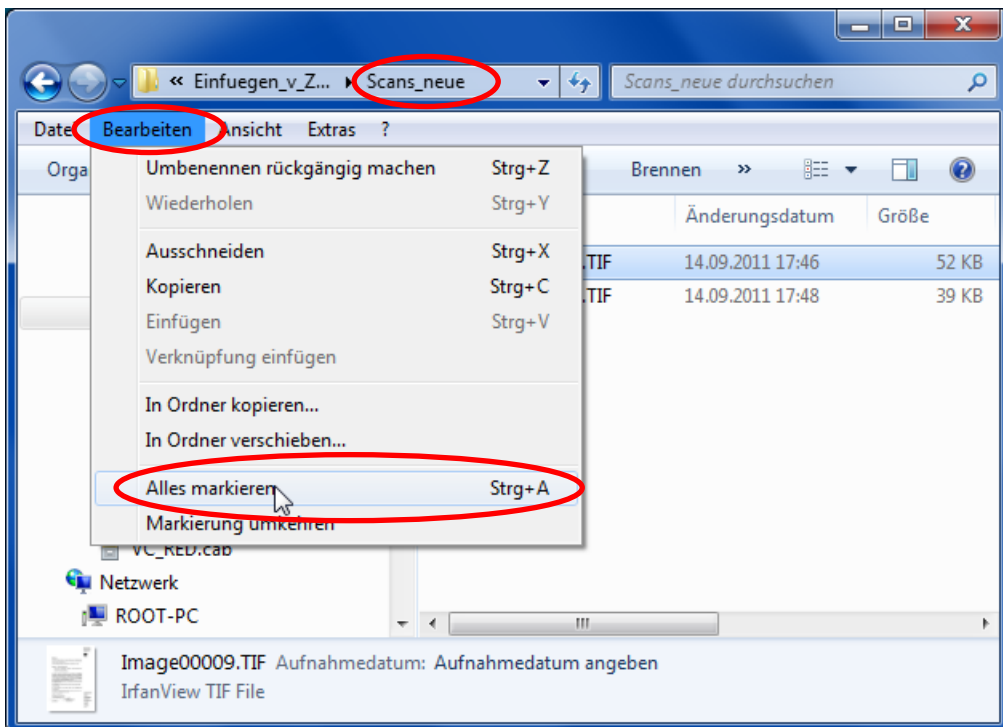 « Einfuegen_v_Z... Scans_neue Scans_neue durchsuchen
Datei Bearbeiten Ansicht Extras ?
Orga Brennen »
Umbenennen rückgängig machen Strg+Z
Wiederholen Strg+Y
Ausschneiden Strg+X
Kopieren Strg+C
Einfügen Strg+V
Verknüpfung einfügen
In Ordner kopieren...
In Ordner verschieben...
Alles markieren Strg+A
Markierung umkehren
Änderungsdatum Größe
.TIF 14.09.2011 17:46 52 KB
.TIF 14.09.2011 17:48 39 KB
VC_RED.cab
Netzwerk
ROOT-PC
Image00009.TIF Aufnahmedatum: Aufnahmedatum angeben
IrfanView TIF File